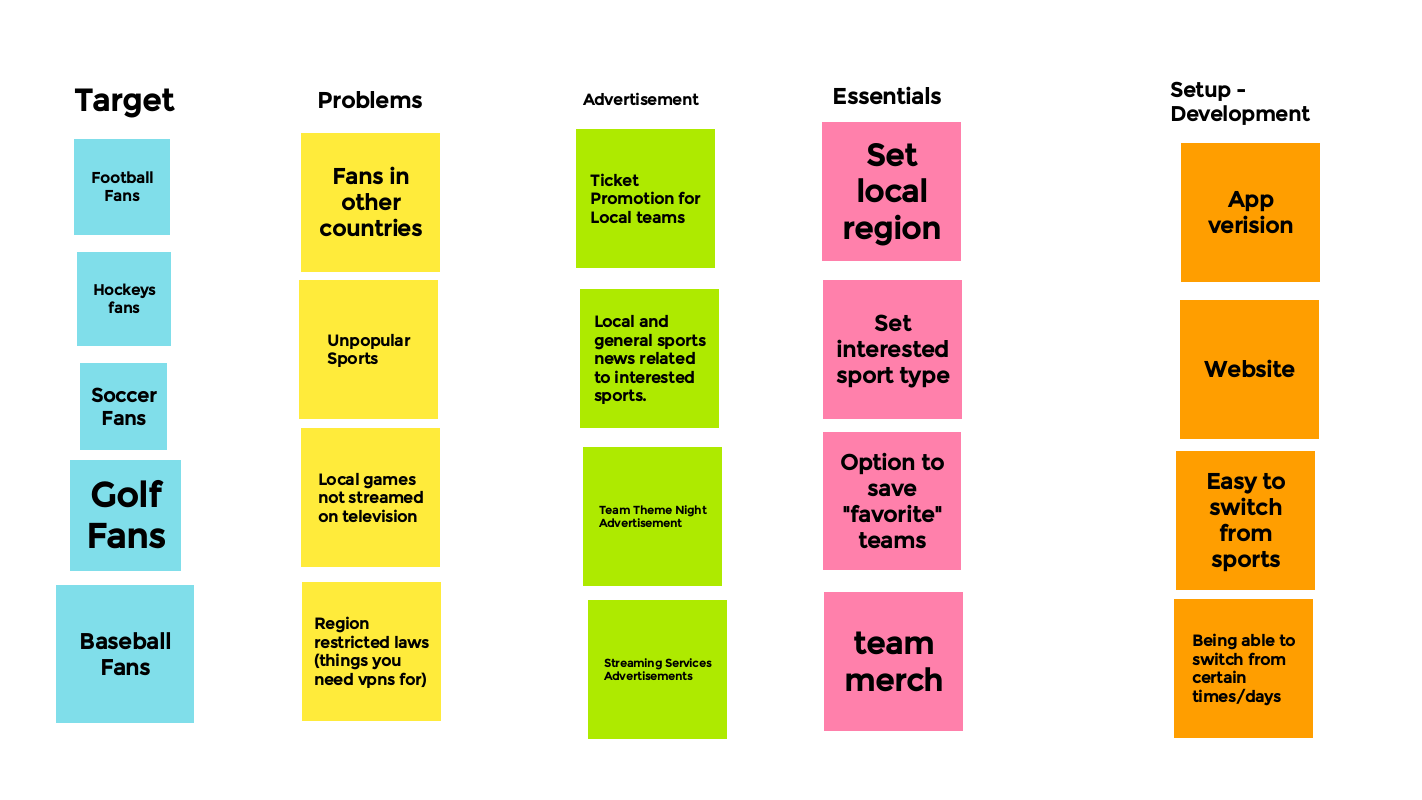 Target
Football
Fans
Hockeys
fans
Soccer
Fans
Golf
Fans
Baseball
Fans
Problems
Fans in
other
countries
Unpopular
Sports
Local games
not streamed
on television
Region
restricted laws
(things you
need vpns for)
Advertisement
Ticket
Promotion for
Local teams
Local and
general sports
news related
to interested
sports.
Team Theme Night
Advertisement
Streaming Services
Advertisements
Essentials
Set
local
region
Set
interested
sport type
Option to
save
"favorite"
teams
team
merch
Setup -
Development
App
verision
Website
Easy to
switch
from
sports
Being able to
switch from
certain
times/days